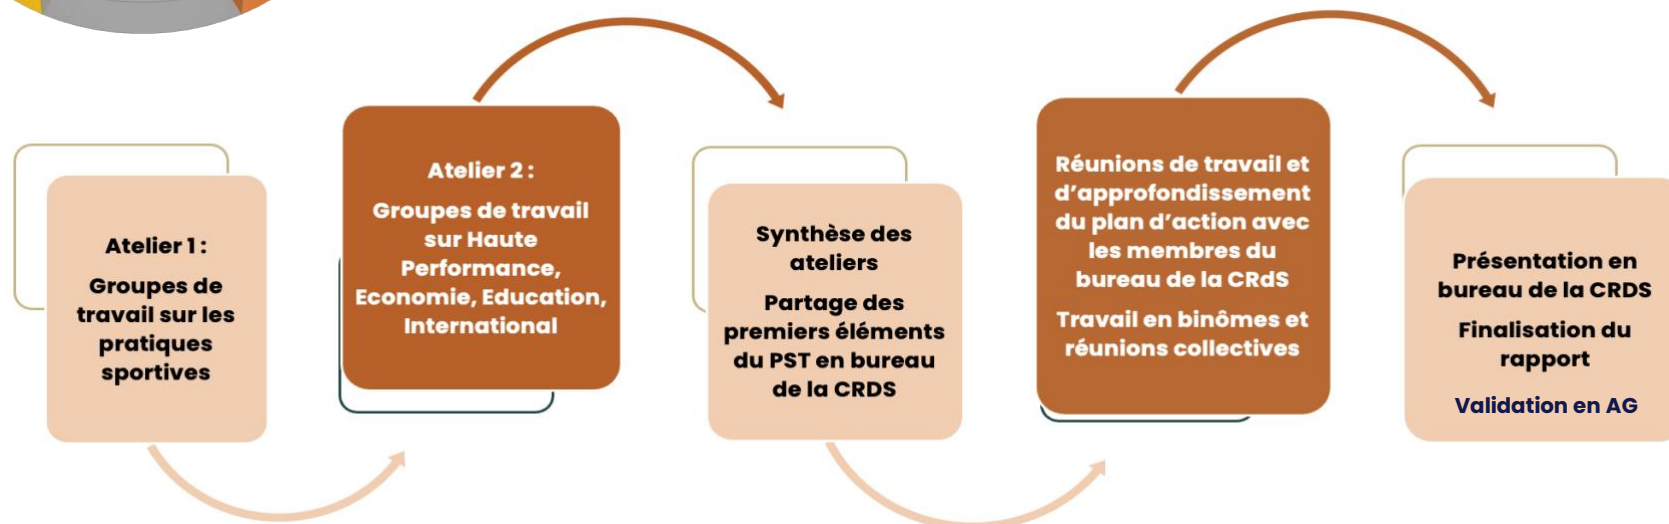 Atelier 1 :
Groupes de
travail sur les
pratiques
sportives
Atelier 2 :
Groupes de travail
sur Haute
Performance,
Economie, Education,
International
Synthèse des
ateliers
Partage des
premiers éléments
du PST en bureau
de la CRDS
Réunions de travail et
d'approfondissement
du plan d'action avec
les membres du
bureau de la CRdS
Travail en binômes et
réunions collectives
Présentation en
bureau de la CRDS
Finalisation du
rapport
Validation en AG